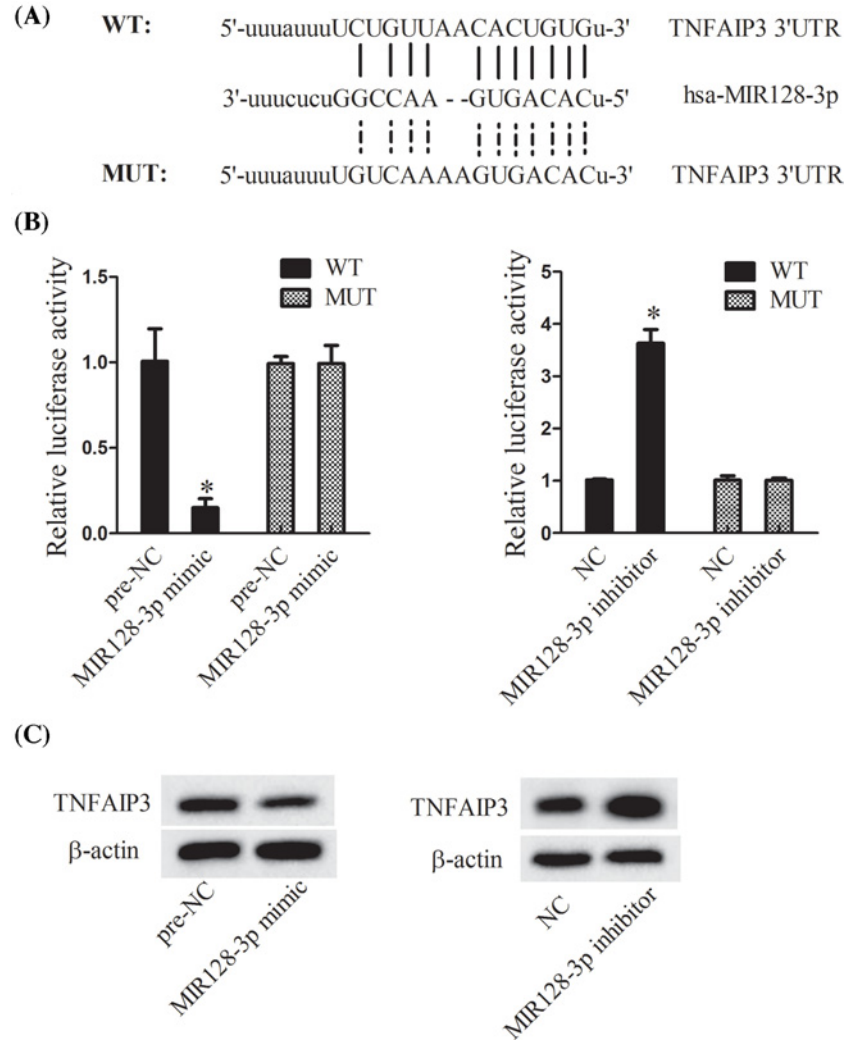 (A)
WT: 5'-uuuauuuUCUGUUAACACUGUGu-3' TNFAIP3 3'UTR
3'-uuucucuGGCCAA - -GUGACACu-5' hsa-MIR128-3p
MUT: 5'-uuuauuuUGUCAAAAGUGACACu-3' TNFAIP3 3'UTR
(B)
Relative luciferase activity
1.5
1.0
0.5
0.0
WT
MUT
*
pre-NC
MIR128-3p mimic
pre-NC
MIR128-3p mimic
Relative luciferase activity
5
4
3
2
1
0
WT
MUT
*
NC
MIR128-3p inhibitor
NC
MIR128-3p inhibitor
(C)
TNFAIP3
β-actin
pre-NC
MIR128-3p mimic
TNFAIP3
β-actin
NC
MIR128-3p inhibitor